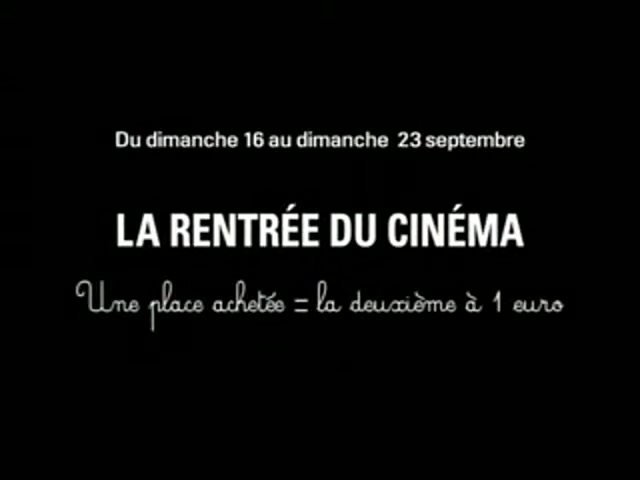 Du dimanche 16 au dimanche 23 septembre
LA RENTRÉE DU CINÉMA
Une place achetée = la deuxième à 1 euro